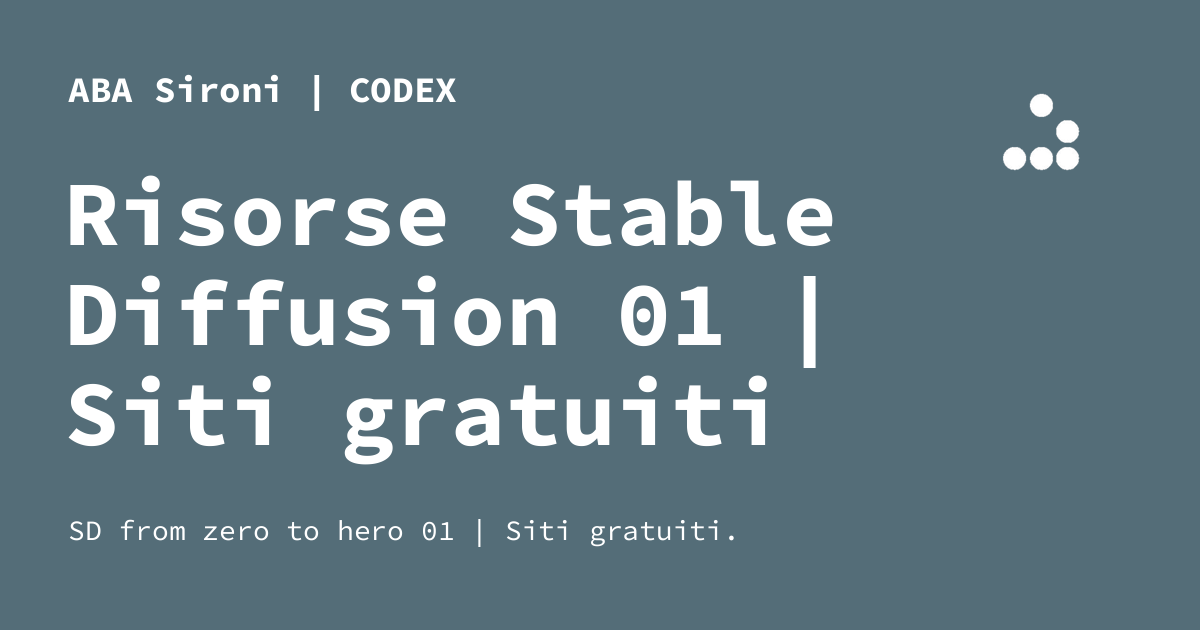 ABA Sironi | CODEX
Risorse Stable
Diffusion 01 |
Siti gratuiti
SD from zero to hero 01 | Siti gratuiti.